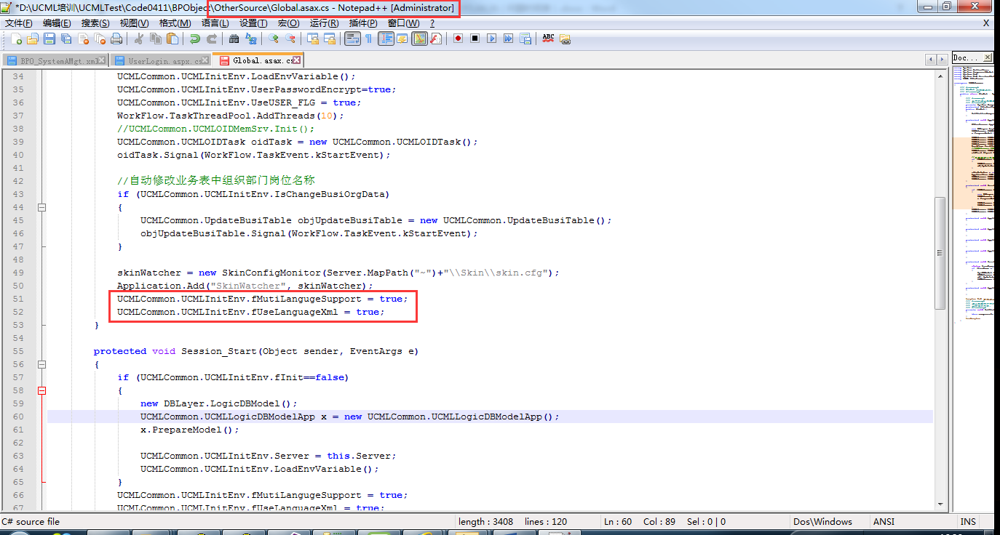 *D:\UCML培训\UCMLTest\Code0411\BPObject\OtherSource\Global.asax.cs - Notepad++ [Administrator]
文件(F) 编辑(E) 搜索(S) 视图(V) 格式(M) 语言(L) 设置(T) 宏(O) 运行(R) 插件(P) 窗口(W) ? X
ABC
BPO_SystemAMgt.xml UserLogin.aspx.cs Global.asax.cs Doc...
34 UCMLCommon.UCMLInitEnv.LoadEnvVariable();
35 UCMLCommon.UCMLInitEnv.UserPasswordEncrypt=true;
36 UCMLCommon.UCMLInitEnv.UseUSER_FLG = true;
37 WorkFlow.TaskThreadPool.AddThreads(10);
38 //UCMLCommon.UCMLOIDMemSrv.Init();
39 UCMLCommon.UCMLOIDTask oidTask = new UCMLCommon.UCMLOIDTask();
40 oidTask.Signal(WorkFlow.TaskEvent.kStartEvent);
41
42 //自动修改业务表中组织部门岗位名称
43 if (UCMLCommon.UCMLInitEnv.IsChangeBusiOrgData)
44 {
45 UCMLCommon.UpdateBusiTable objUpdateBusiTable = new UCMLCommon.UpdateBusiTable();
46 objUpdateBusiTable.Signal(WorkFlow.TaskEvent.kStartEvent);
47 }
48
49 skinWatcher = new SkinConfigMonitor(Server.MapPath("~")+"\\Skin\\skin.cfg");
50 Application.Add("SkinWatcher", skinWatcher);
51 UCMLCommon.UCMLInitEnv.fMutiLangugeSupport = true;
52 UCMLCommon.UCMLInitEnv.fUseLanguageXml = true;
53 }
54
55 protected void Session_Start(Object sender, EventArgs e)
56 {
57 if (UCMLCommon.UCMLInitEnv.fInit==false)
58 {
59 new DBLayer.LogicDBModel();
60 UCMLCommon.UCMLLogicDBModelApp x = new UCMLCommon.UCMLLogicDBModelApp();
61 x.PrepareModel();
62
63 UCMLCommon.UCMLInitEnv.Server = this.Server;
64 UCMLCommon.UCMLInitEnv.LoadEnvVariable();
65 }
66 UCMLCommon.UCMLInitEnv.fMutiLangugeSupport = true;
67 UCMLCommon.UCMLInitEnv.fUseLanguageXml = true;
C# source file length : 3408 lines : 120 Ln : 60 Col : 89 Sel : 0 | 0 Dos\Windows ANSI INS